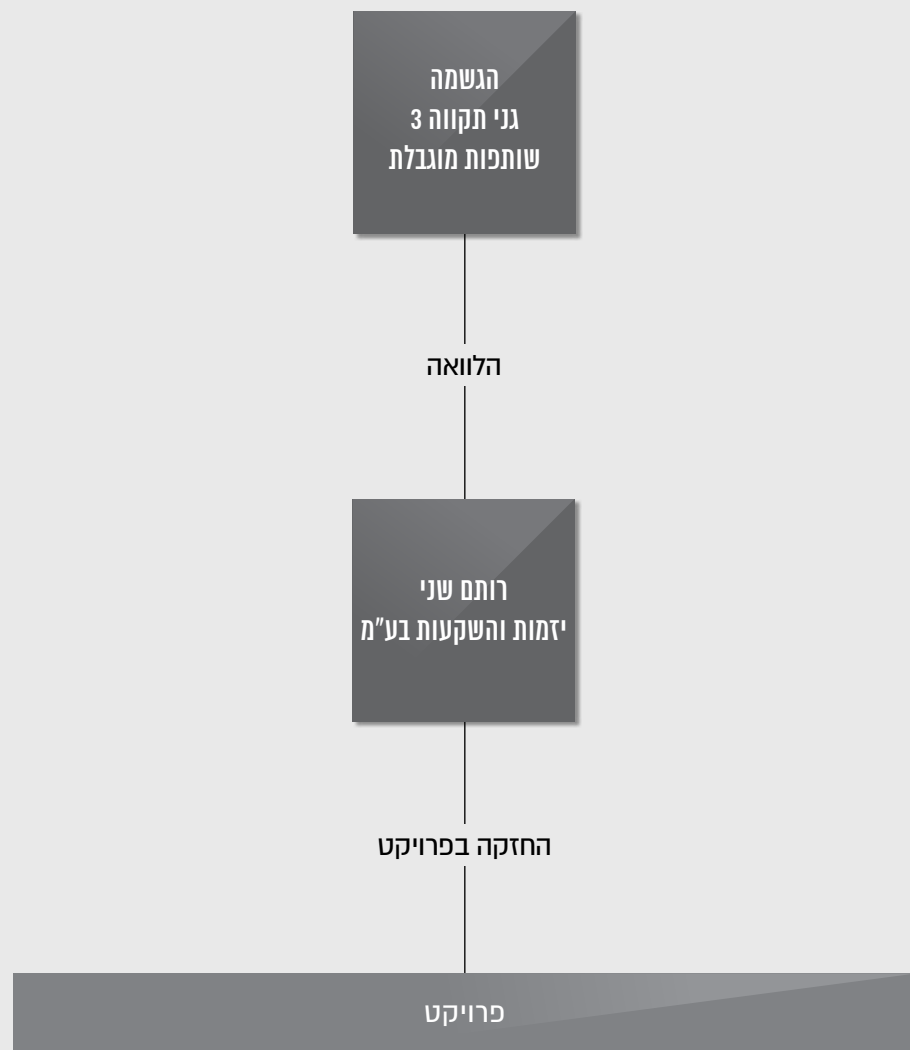 הגשמה
גני תקווה 3
שותפות מוגבלת
הלוואה
רותם שני
יזמות והשקעות בע"מ
החזקה בפרויקט
פרויקט